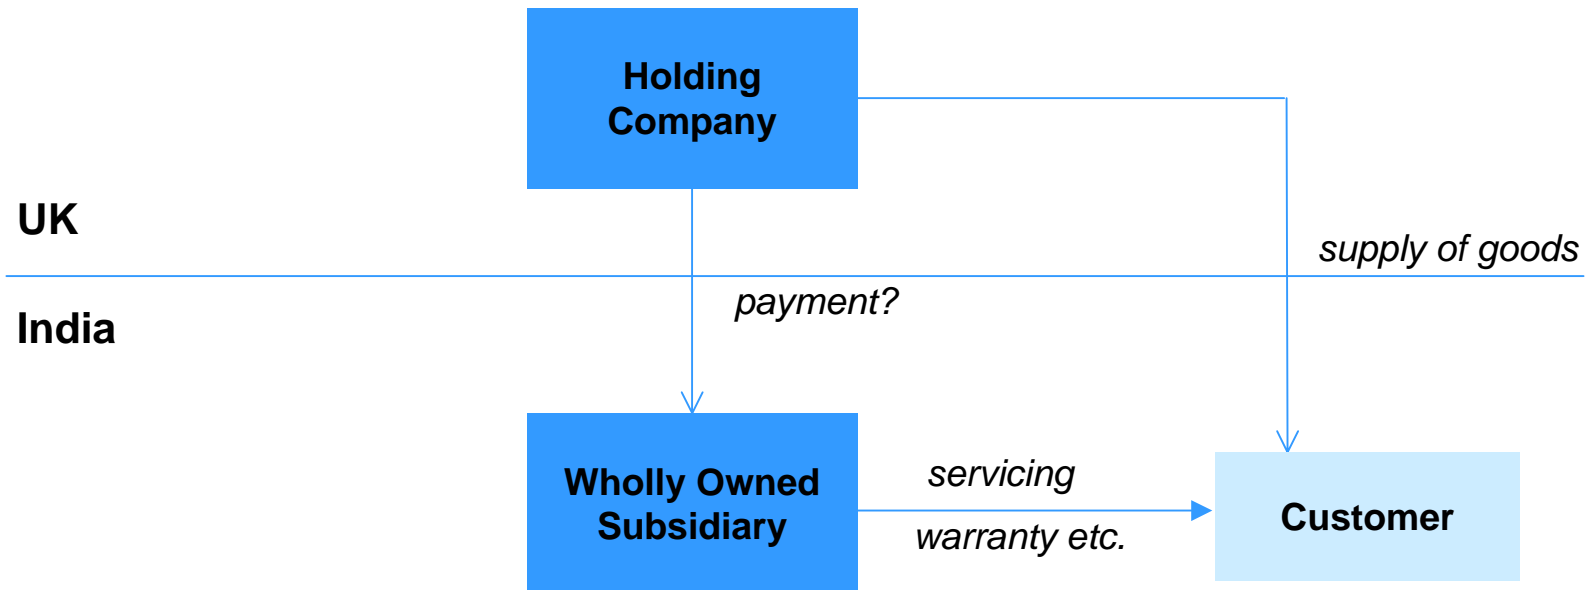 Holding
Company
UK
supply of goods
payment?
India
servicing
Wholly Owned
Subsidiary
warranty etc.
Customer